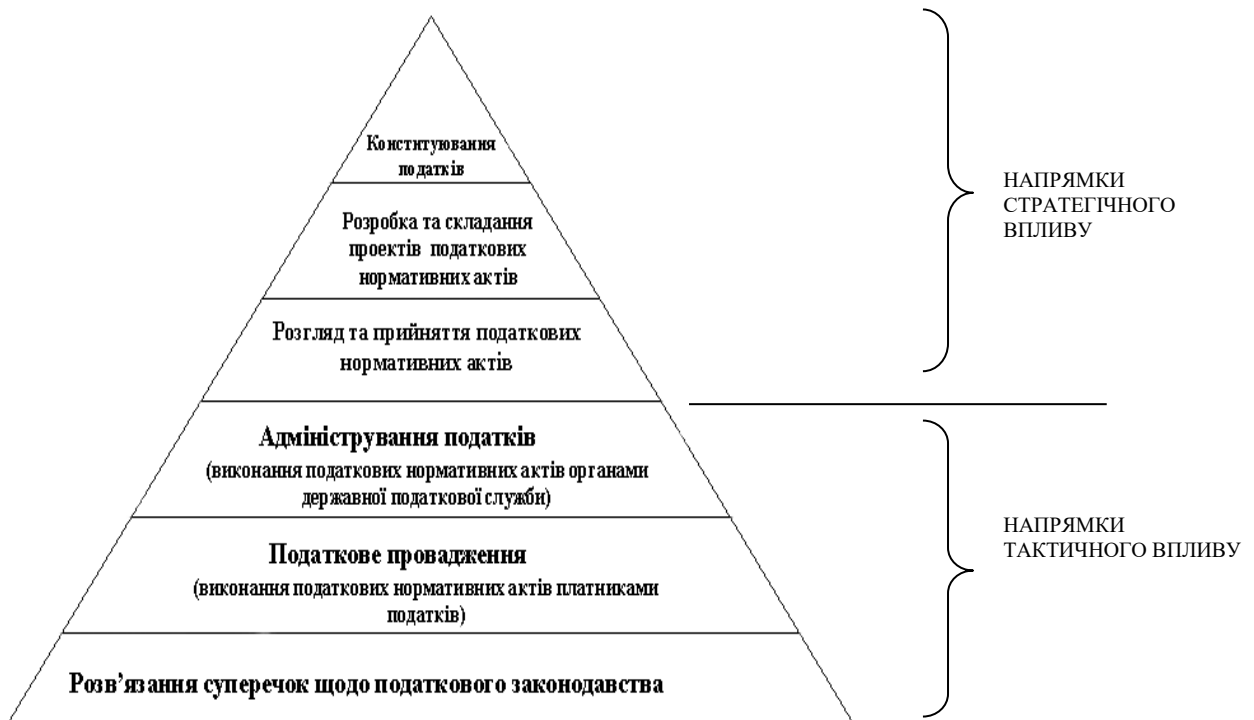 Конституювання
податків
Розробка та складання
проектів податкових
нормативних актів
Розгляд та прийняття податкових
нормативних актів
Адміністрування податків
(виконання податкових нормативних актів органами
державної податкової служби)
Податкове провадження
(виконання податкових нормативних актів платниками
податків)
Розв’язання суперечок щодо податкового законодавства
НАПРЯМКИ
СТРАТЕГІЧНОГО
ВПЛИВУ
НАПРЯМКИ
ТАКТИЧНОГО ВПЛИВУ